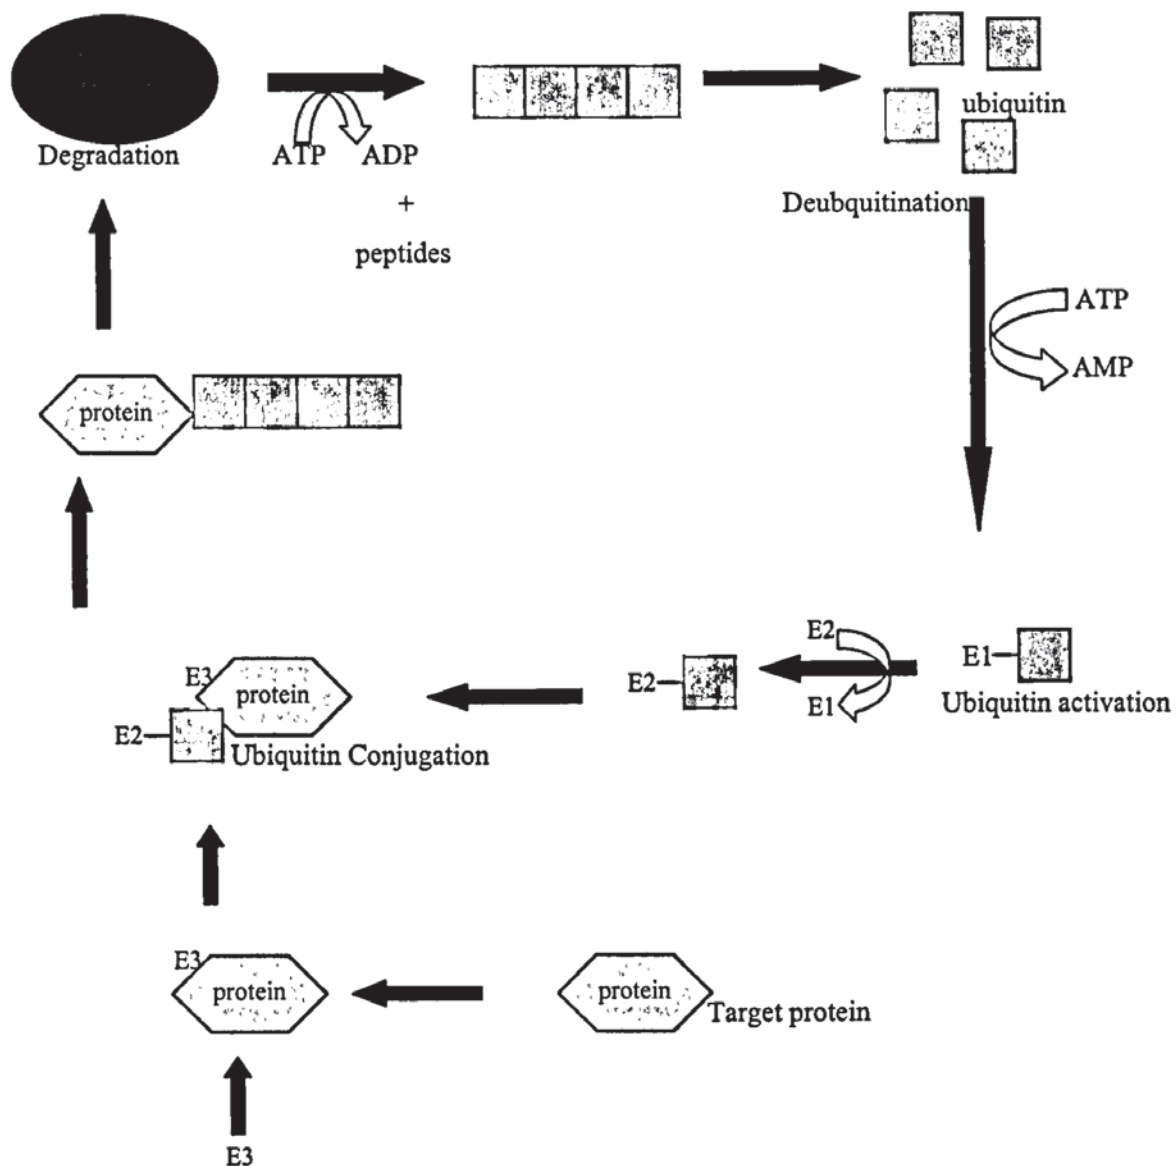 Degradation
ATP
ADP
+
peptides
ubiquitin
Deubquitination
ATP
AMP
protein
E2
E1
E1
Ubiquitin activation
E2
E3
protein
E2
Ubiquitin Conjugation
E3
protein
protein
Target protein
E3